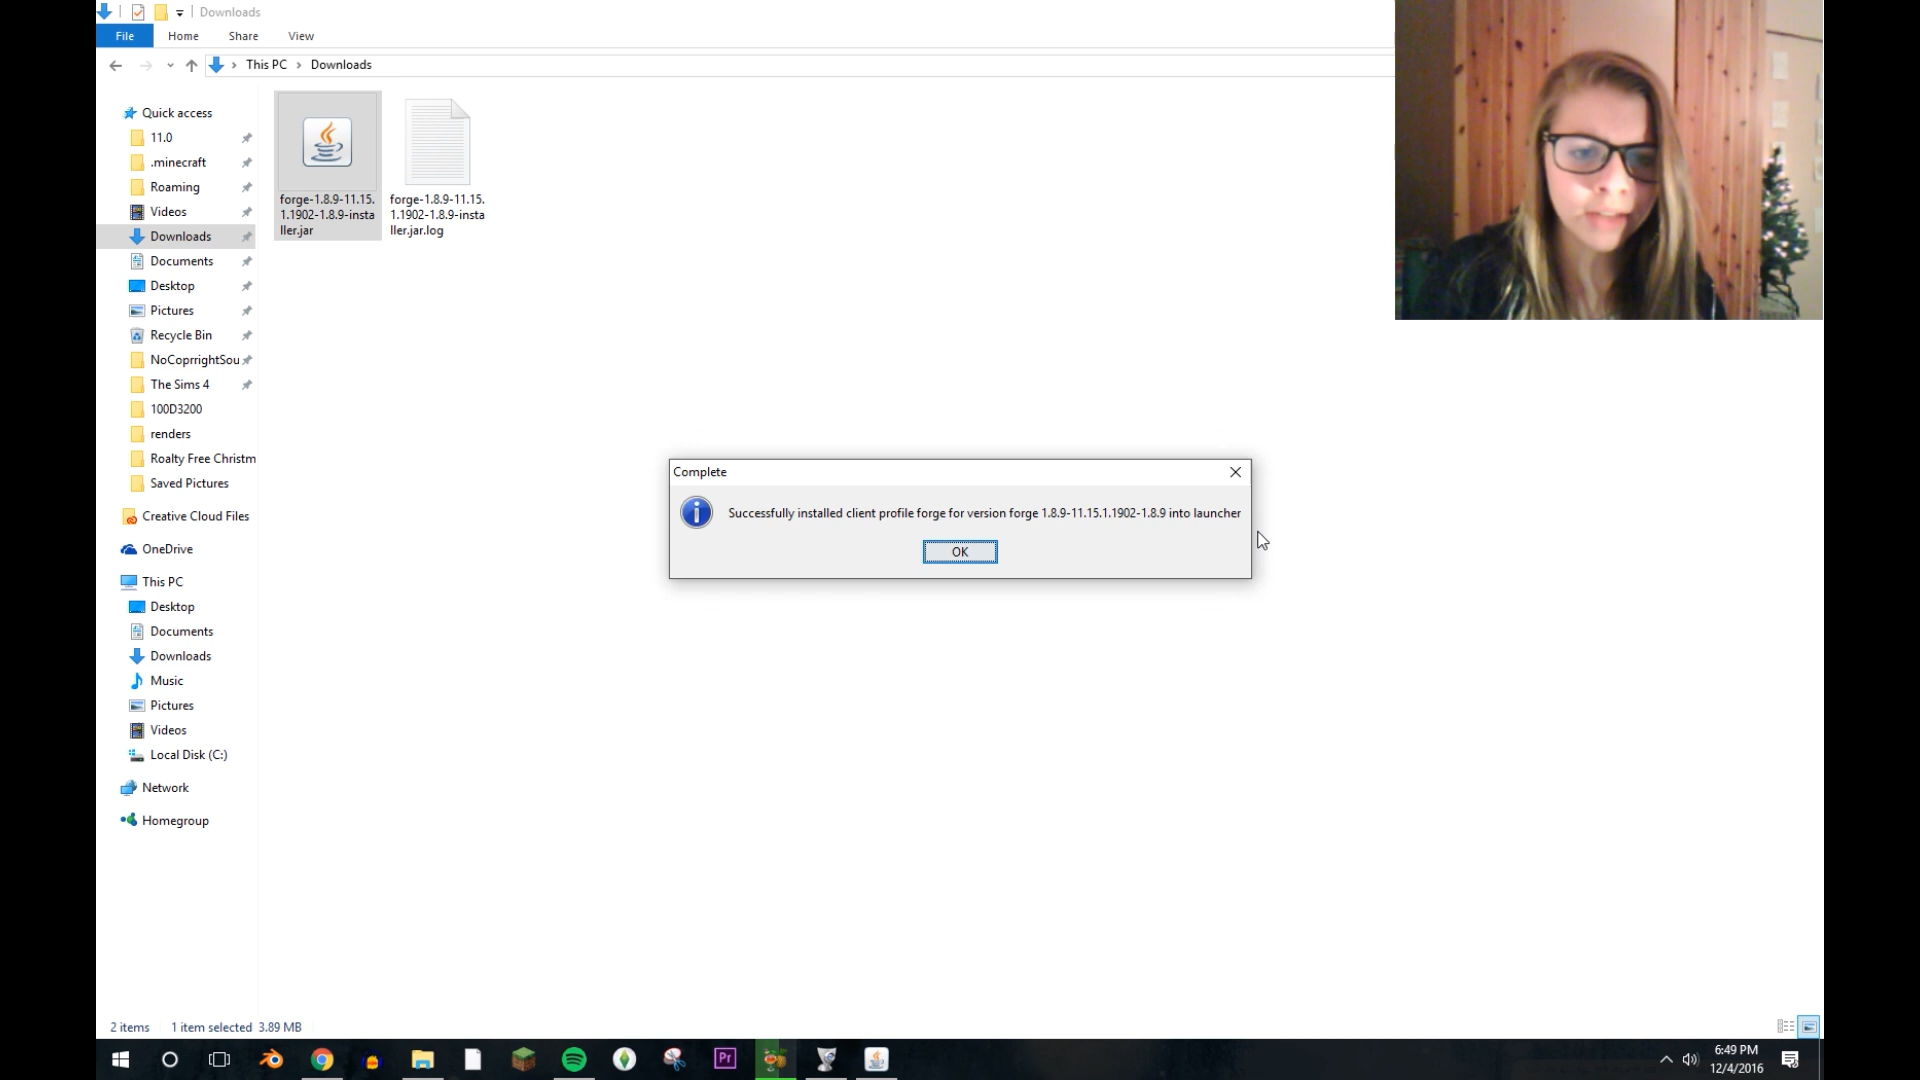 Downloads
File Home Share View
This PC > Downloads
Quick access
11.0
.minecraft
Roaming
Videos
Downloads
Documents
Desktop
Pictures
Recycle Bin
NoCoprrightSou
The Sims 4
100D3200
renders
Roalty Free Christm
Saved Pictures
Creative Cloud Files
OneDrive
This PC
Desktop
Documents
Downloads
Music
Pictures
Videos
Local Disk (C:)
Network
Homegroup
forge-1.8.9-11.15.
1.1902-1.8.9-insta
ller.jar
forge-1.8.9-11.15.
1.1902-1.8.9-insta
ller.jar.log
Complete
Successfully installed client profile forge for version forge 1.8.9-11.15.1.1902-1.8.9 into launcher
OK
2 items 1 item selected 3.89 MB
Pr
6:49 PM
12/4/2016